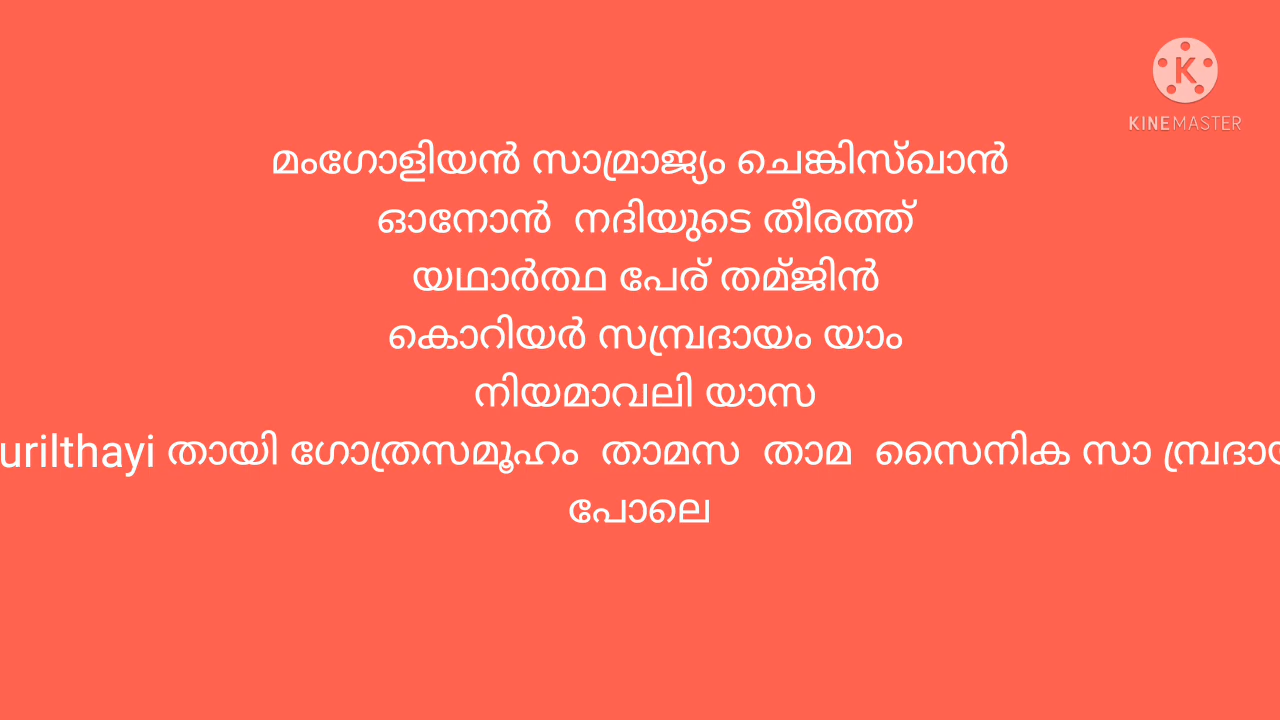 KINEMASTER
മംഗോളിയൻ സാമ്രാജ്യം ചെങ്കിസ്ഖാൻ
ഓനോൻ നദിയുടെ തീരത്ത്
യഥാർത്ഥ പേര് തമ്ജിൻ
കൊറിയർ സമ്പ്രദായം യാം
നിയമാവലി യാസ
urilthayi തായി ഗോത്രസമൂഹം താമസ താമ സൈനിക സാ മ്പ്രദായ
പോലെ